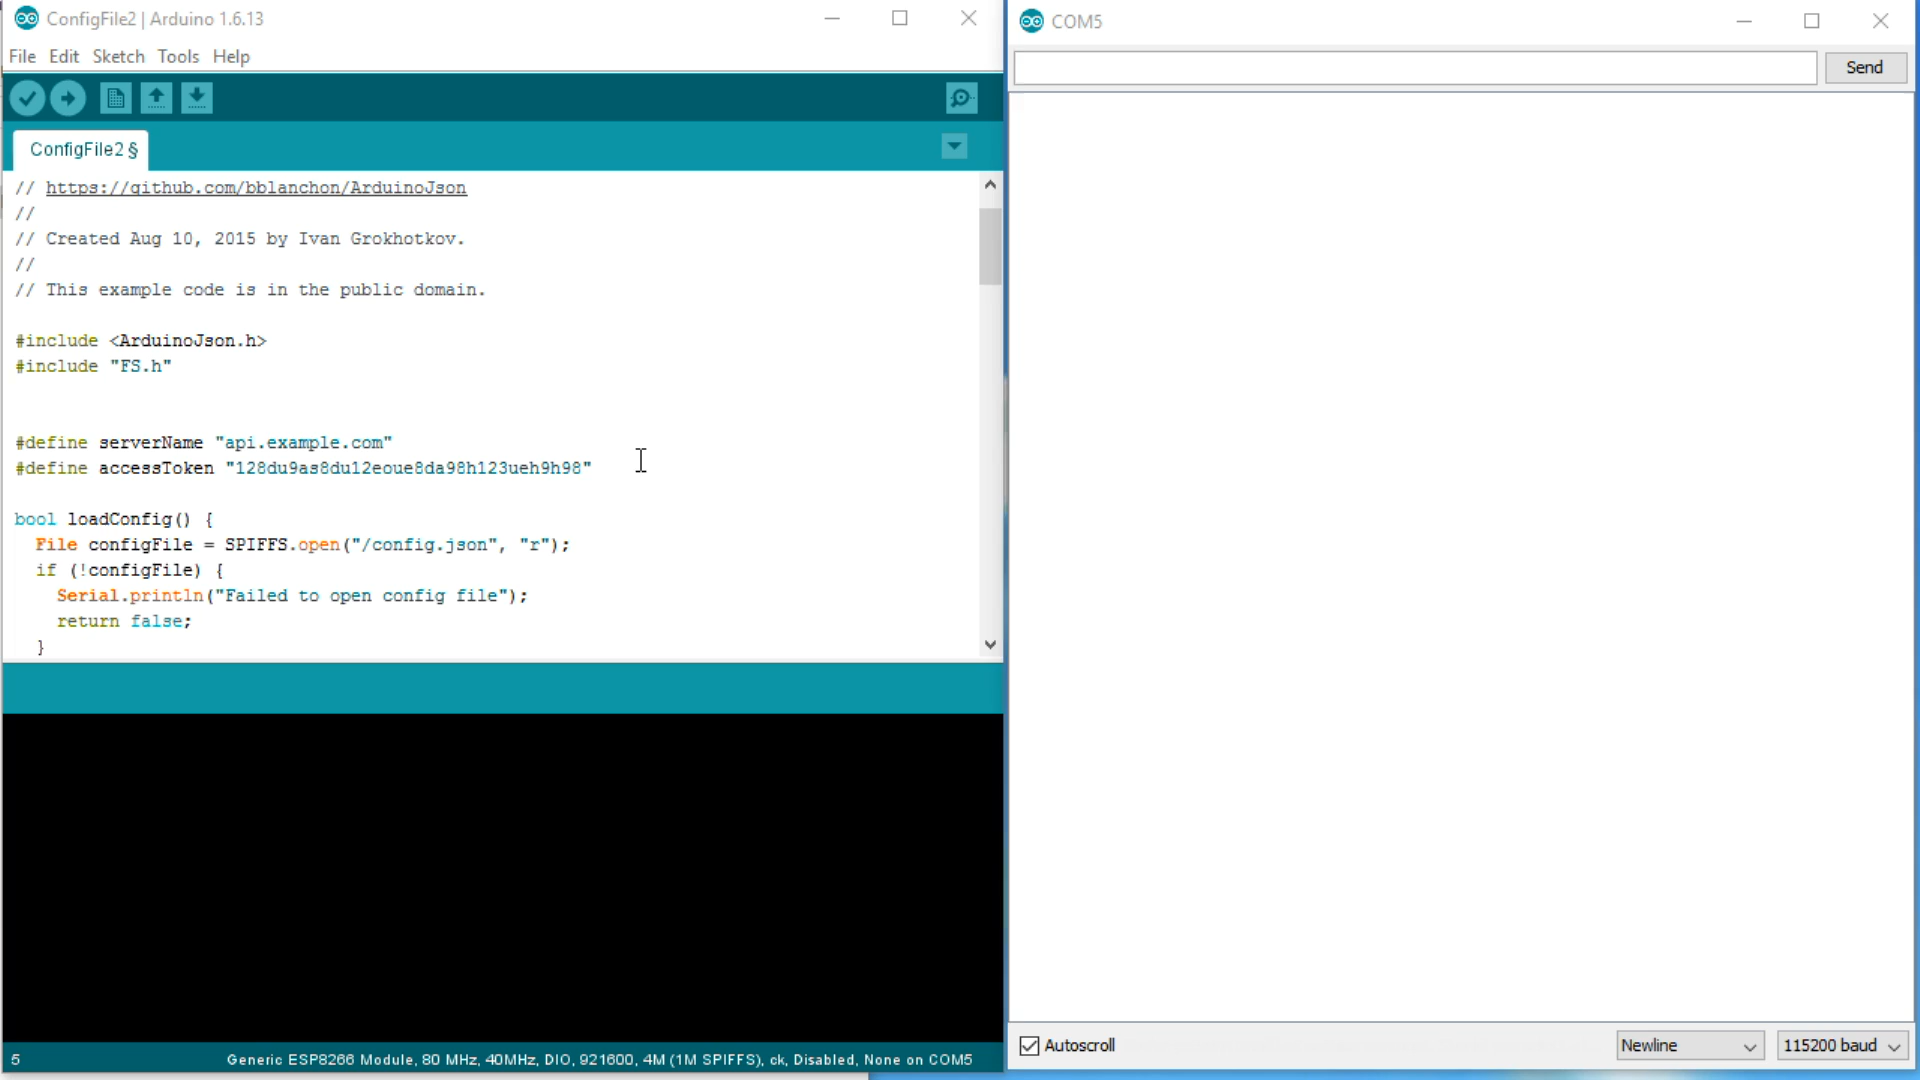 ConfigFile2 | Arduino 1.6.13
File Edit Sketch Tools Help
ConfigFile2 §
// https://github.com/bblanchon/ArduinoJson
//
// Created Aug 10, 2015 by Ivan Grokhotkov.
//
// This example code is in the public domain.
#include <ArduinoJson.h>
#include "FS.h"
#define serverName "api.example.com"
#define accessToken "128du9as8du12eoue8da98h123ueh9h98"
bool loadConfig() {
File configFile = SPIFFS.open("/config.json", "r");
if (!configFile) {
Serial.println("Failed to open config file");
return false;
}
5
Generic ESP8266 Module, 80 MHz, 40MHz, DIO, 921600, 4M (1M SPIFFS), ck, Disabled, None on COM5
COM5
Send
Autoscroll
Newline
115200 baud